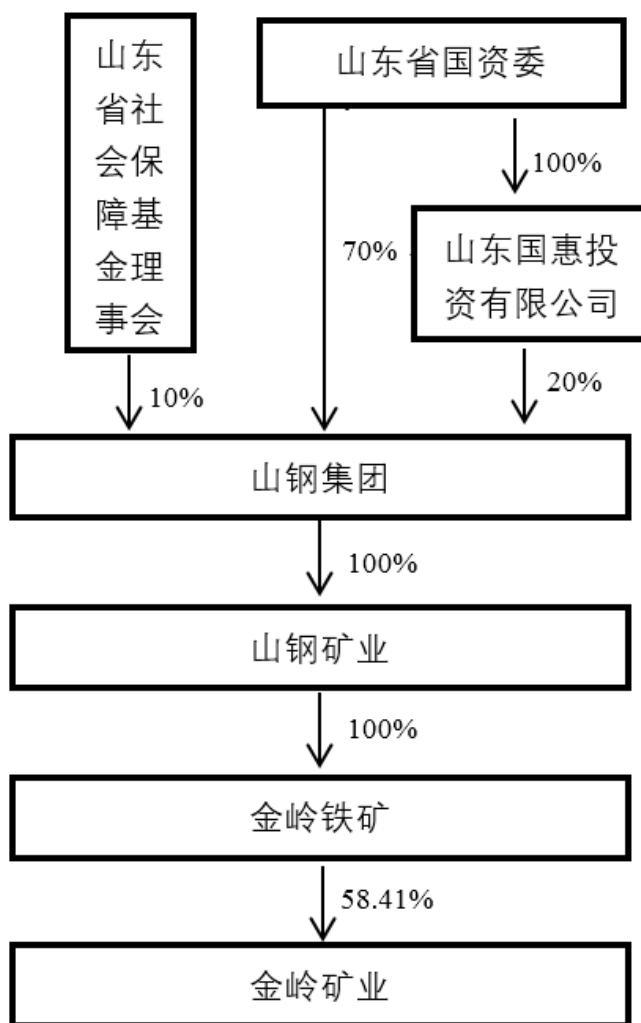 山东
省社
会保
障基
金理
事会
山东省国资委
100%
70%
山东国惠投
资有限公司
10%
20%
山钢集团
100%
山钢矿业
100%
金岭铁矿
58.41%
金岭矿业